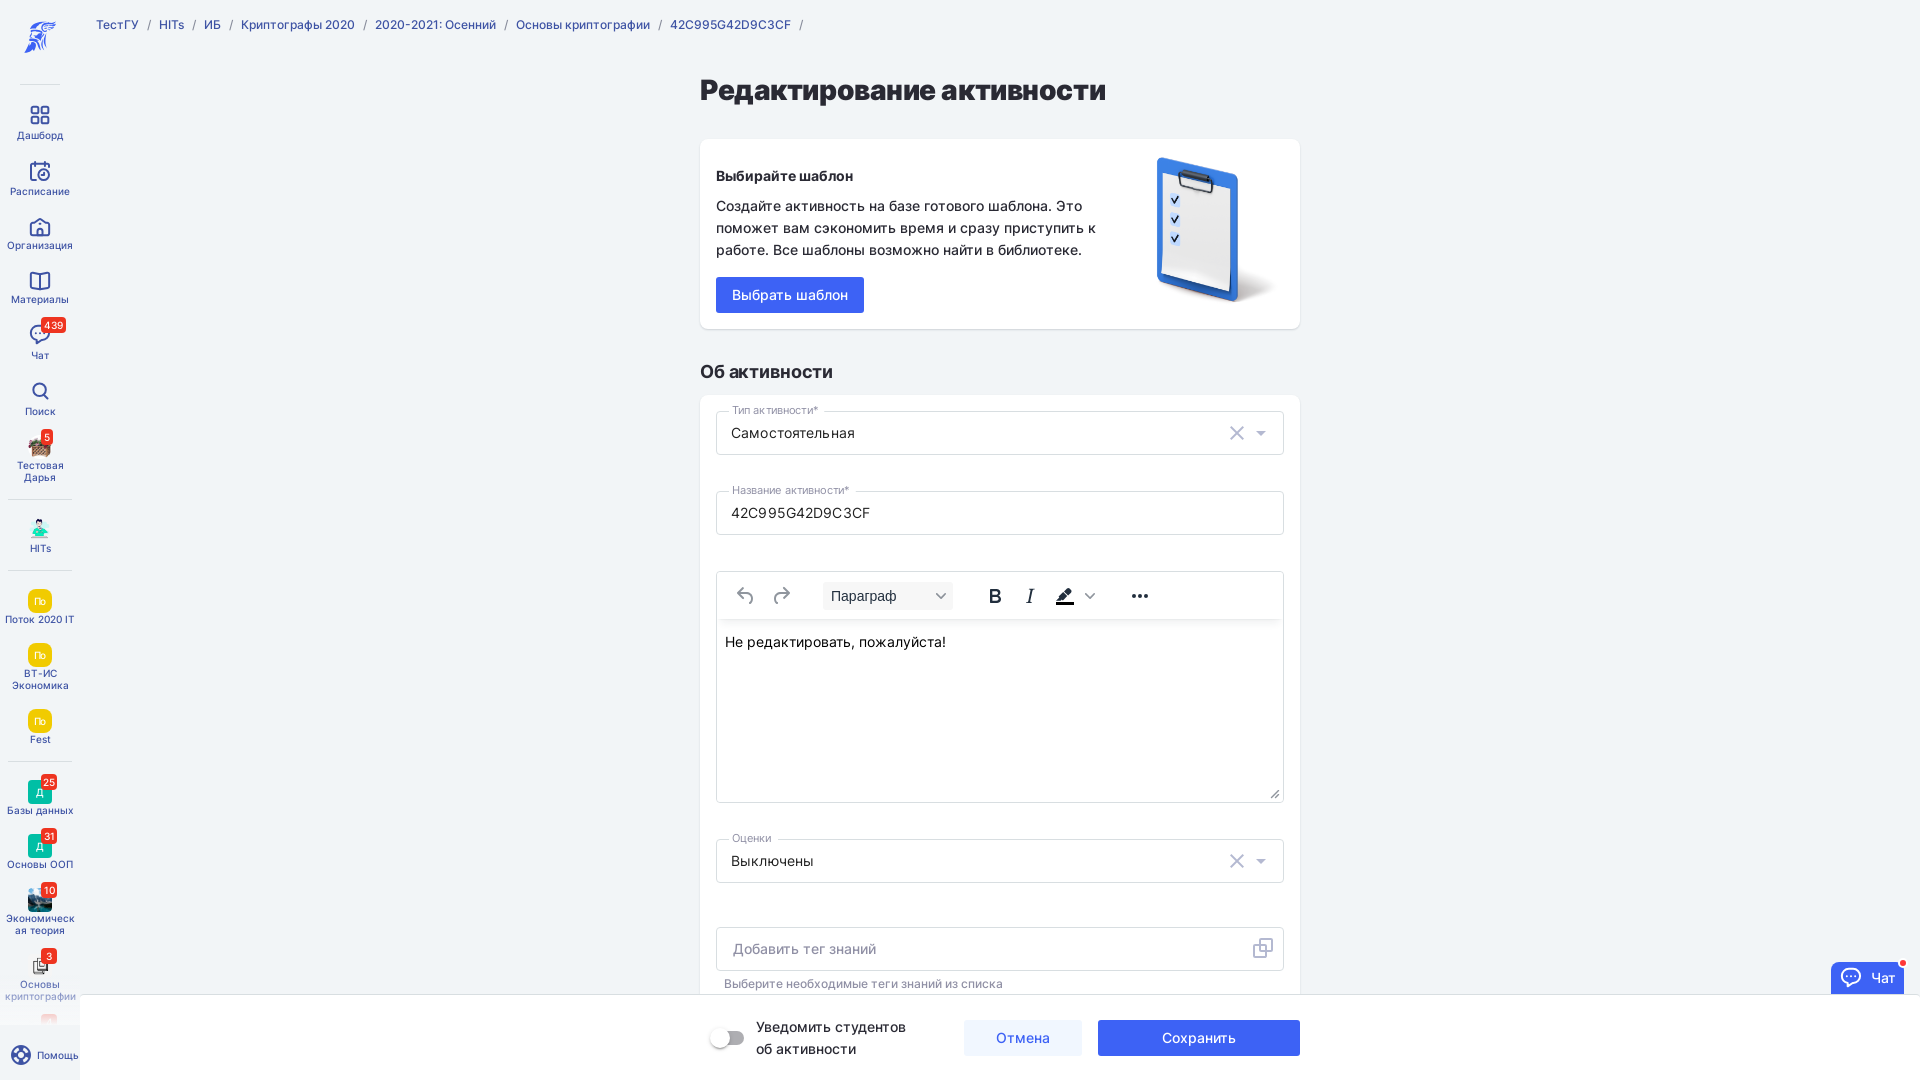 ТестГУ / HITs / ИБ / Криптографы 2020 / 2020-2021: Осенний / Основы криптографии / 42C995G42D9C3CF /
Дашборд
Расписание
Организация
Материалы
439
Чат
Поиск
5
Тестовая
Дарья
HITs
По
Поток 2020 IT
По
ВТ-ИС
Экономика
По
Fest
25
Д
Базы данных
31
Д
Основы ООП
10
Экономическ
ая теория
3
Основы
криптографии
Помощь
Редактирование активности
Выбирайте шаблон
Создайте активность на базе готового шаблона. Это
поможет вам сэкономить время и сразу приступить к
работе. Все шаблоны возможно найти в библиотеке.
Выбрать шаблон
Об активности
Тип активности*
Самостоятельная
Название активности*
42C995G42D9C3CF
Параграф
B I
Не редактировать, пожалуйста!
Оценки
Выключены
Добавить тег знаний
Выберите необходимые теги знаний из списка
Чат
Уведомить студентов
об активности
Отмена
Сохранить